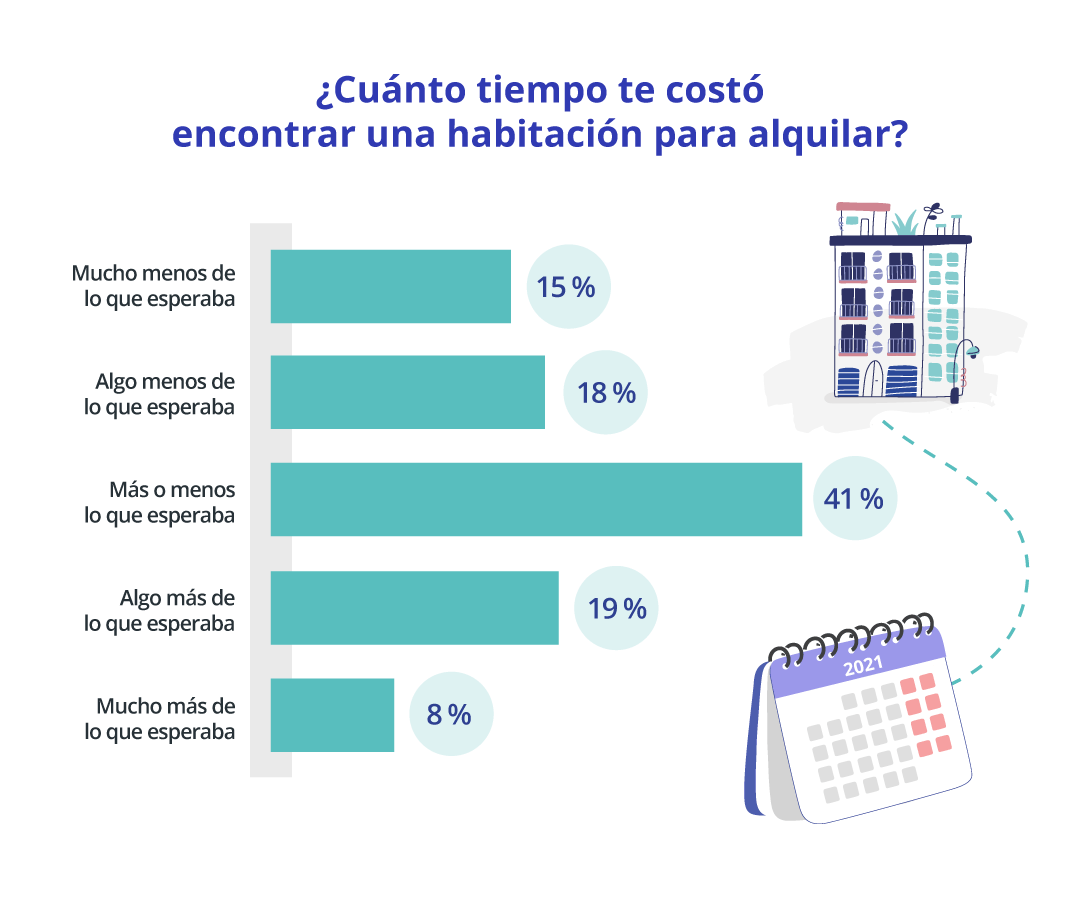 ¿Cuánto tiempo te costó
encontrar una habitación para alquilar?
Mucho menos de
lo que esperaba
15 %
Algo menos de
lo que esperaba
18 %
Más o menos
lo que esperaba
41 %
Algo más de
lo que esperaba
19 %
Mucho más de
lo que esperaba
8 %
2021